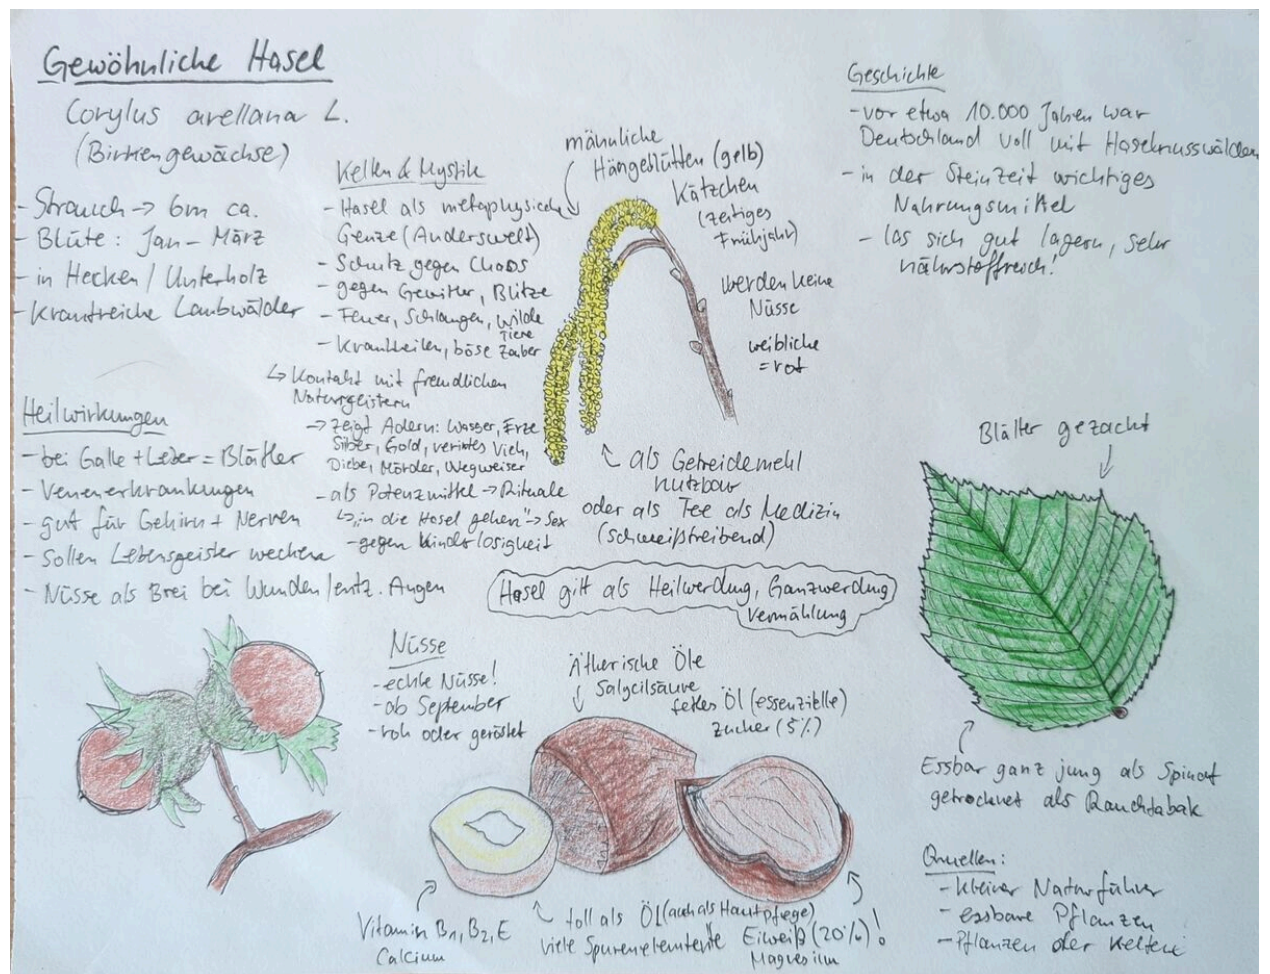 Gewöhnliche Hasel
Corylus avellana L.
(Birkengewächse)
- Strauch -> 6m ca.
- Blüte: Jan - März
- in Hecken / Unterholz
- krautreiche Laubwälder
Kelten & Mystik
- Hasel als metaphysische
Genze (Anderswelt)
- Schutz gegen Chaos
- gegen Gewitter, Blitze
- Feuer, Schlangen, wilde
Tiere
- Krankheiten, böse Zauber
↳ Kontakt mit freundlichen
Naturgeistern
-> zeigt Adern: Wasser, Erze
Silber, Gold, verirrtes Vieh,
Diebe, Mörder, Wegweiser
- als Potenzmittel -> Rituale
↳ "in die Hasel gehen" -> Sex
- gegen Kinderlosigkeit
männliche
Hängeblütten (gelb)
Kätzchen
(zeitiges
Frühjahr)
werden keine
Nüsse
weibliche
= rot
als Getreidemehl
nutzbar
oder als Tee als Medizin
(schweißtreibend)
Geschichte
- vor etwa 10.000 Jahren war
Deutschland voll mit Haselnusswäldern
- in der Steinzeit wichtiges
Nahrungsmittel
- las sich gut lagern, sehr
nährstoffreich!
Heilwirkungen
- bei Galle + Leber = Blätter
- Venenerkrankungen
- gut für Gehirn + Nerven
- Sollen Lebensgeister wecken
- Nüsse als Brei bei Wunden / entz. Augen
Hasel gilt als Heilwerdung, Ganzwerdung
Vermählung
Blätter gezackt
Essbar ganz jung als Spinat
getrocknet als Rauchtabak
Nüsse
- echte Nüsse!
- ab September
- roh oder geröstet
Ätherische Öle
Salycilsäure
fettes Öl (essenzielle)
zucker (5%)
Vitamin B1, B2, E
Calcium
toll als Öl (auch als Hautpflege)
viele Spurenelemtente
Eiweiß (20%)!
Magnesium
Quellen:
- kleiner Naturführer
- essbare Pflanzen
- Pflanzen der Kelten